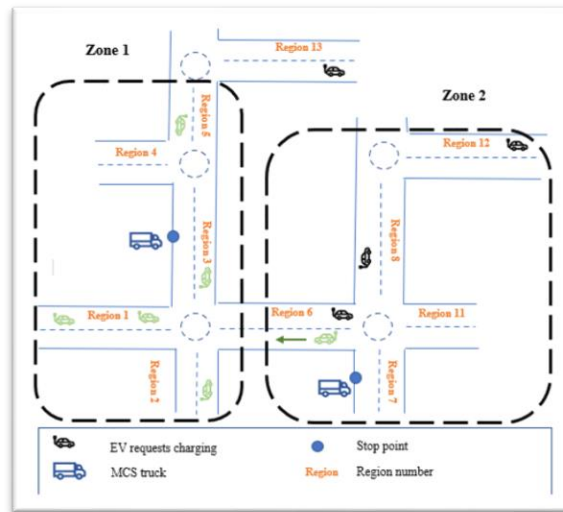 Region 13
Zone 1
Zone 2
Region 5
Region 4
Region 12
Region 3
Region 8
Region 1
Region 6
Region 11
Region 2
Region 7
EV requests charging
Stop point
MCS truck
Region
Region number